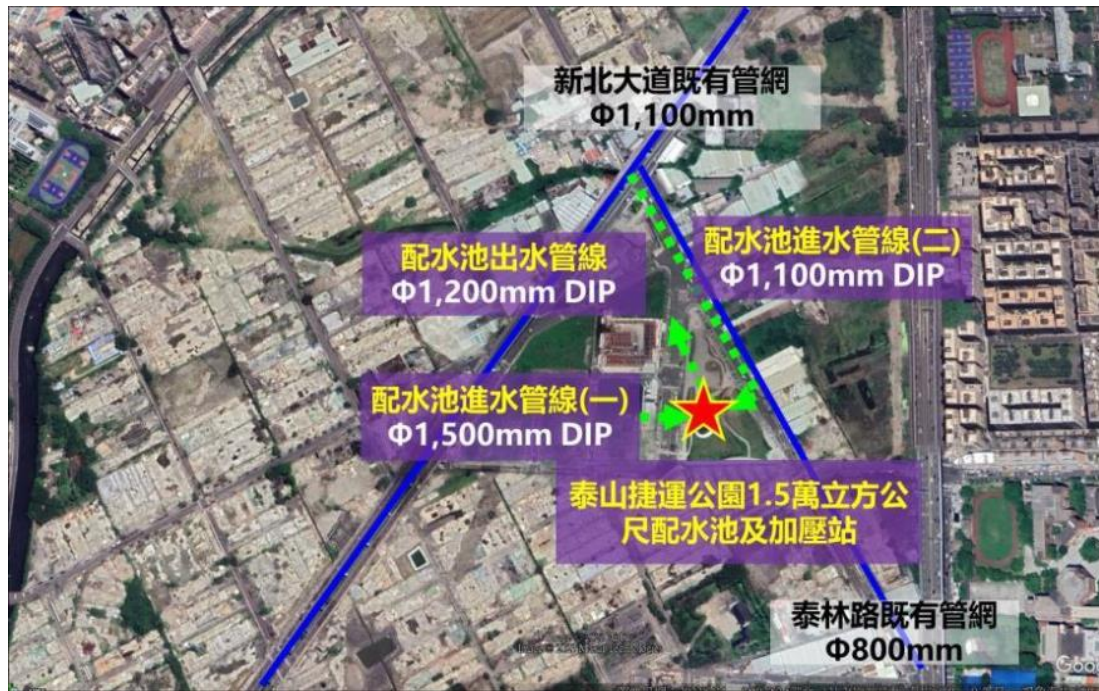 新北大道既有管網
Φ1,100mm
配水池出水管線
Φ1,200mm DIP
配水池進水管線(二)
Φ1,100mm DIP
配水池進水管線(一)
Φ1,500mm DIP
泰山捷運公園1.5萬立方公
尺配水池及加壓站
泰林路既有管網
Φ800mm
Goo